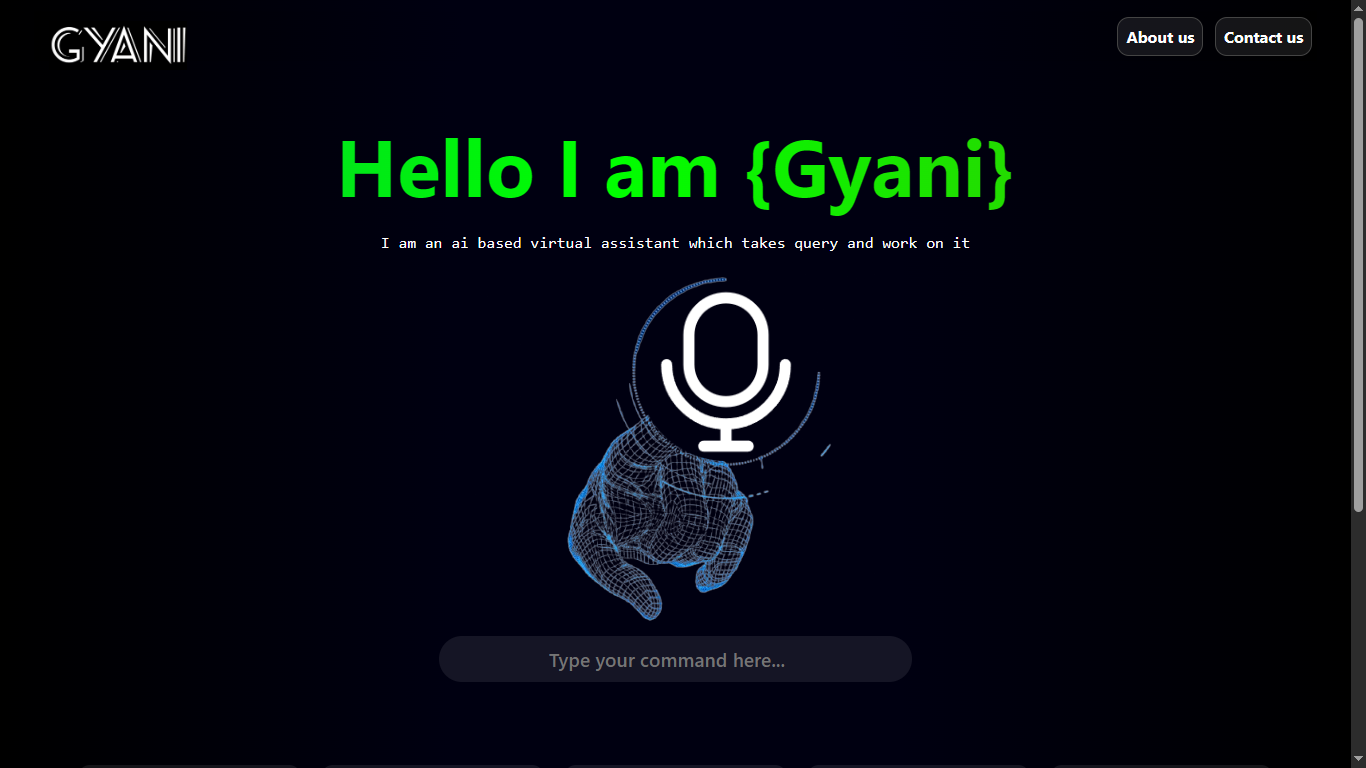 GYANI
About us
Contact us
Hello I am {Gyani}
I am an ai based virtual assistant which takes query and work on it
Type your command here...